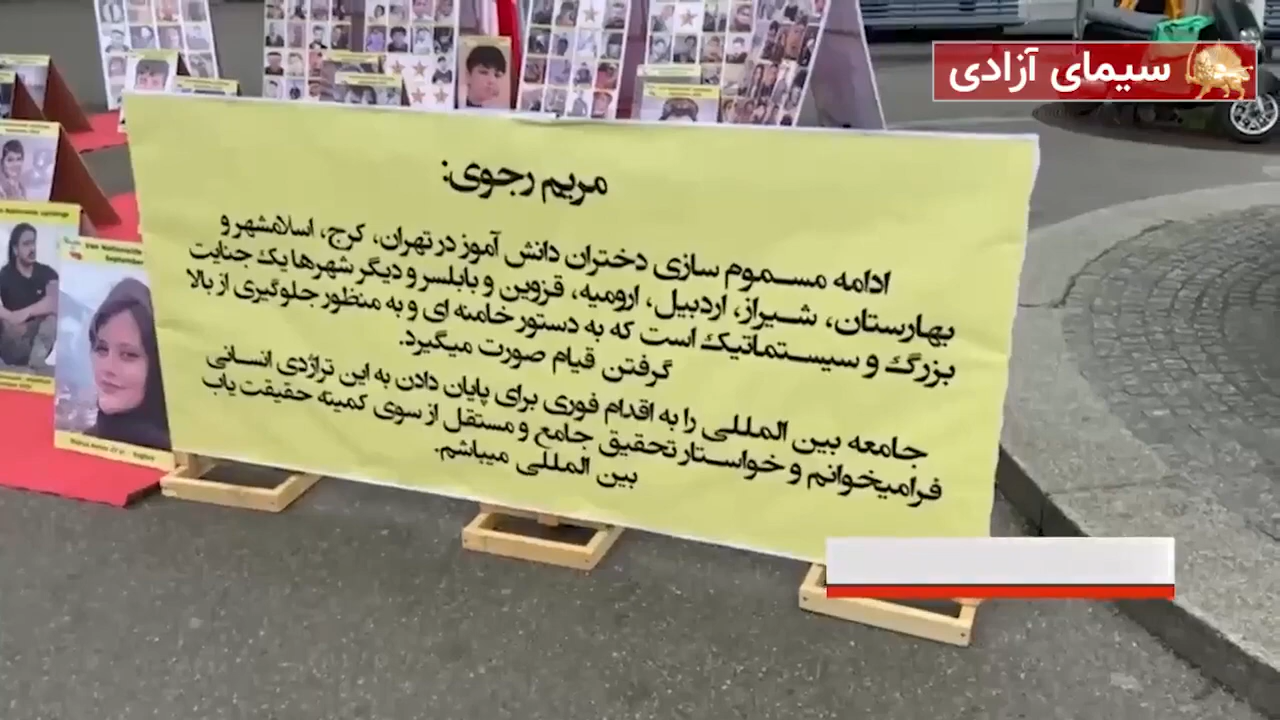 سیمای آزادی
مریم رجوی:
ادامه مسموم سازی دختران دانش آموز در تهران، کرج، اسلامشهر و
بهارستان، شیراز، اردبیل، ارومیه، قزوین و بابلسر و دیگر شهرها یک جنایت
بزرگ و سیستماتیک است که به دستور خامنه ای و به منظور جلوگیری از بالا
گرفتن قیام صورت میگیرد.
جامعه بین المللی را به اقدام فوری برای پایان دادن به این تراژدی انسانی
فرامیخوانم و خواستار تحقیق جامع و مستقل از سوی کمیته حقیقت یاب
بین المللی میباشم.